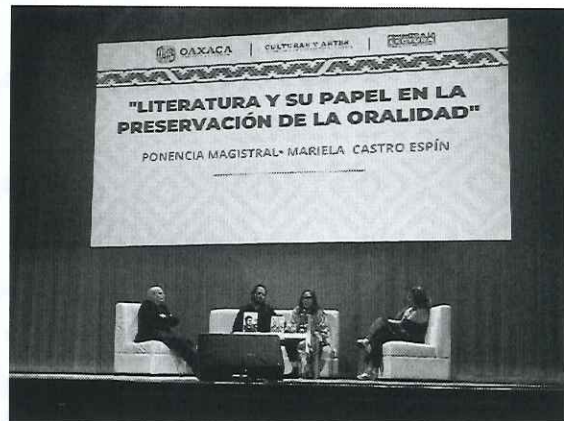 OAXACA
CULTURAS Y ARTES
"LITERATURA Y SU PAPEL EN LA
PRESERVACIÓN DE LA ORALIDAD"
PONENCIA MAGISTRAL• MARIELA CASTRO ESPÍN